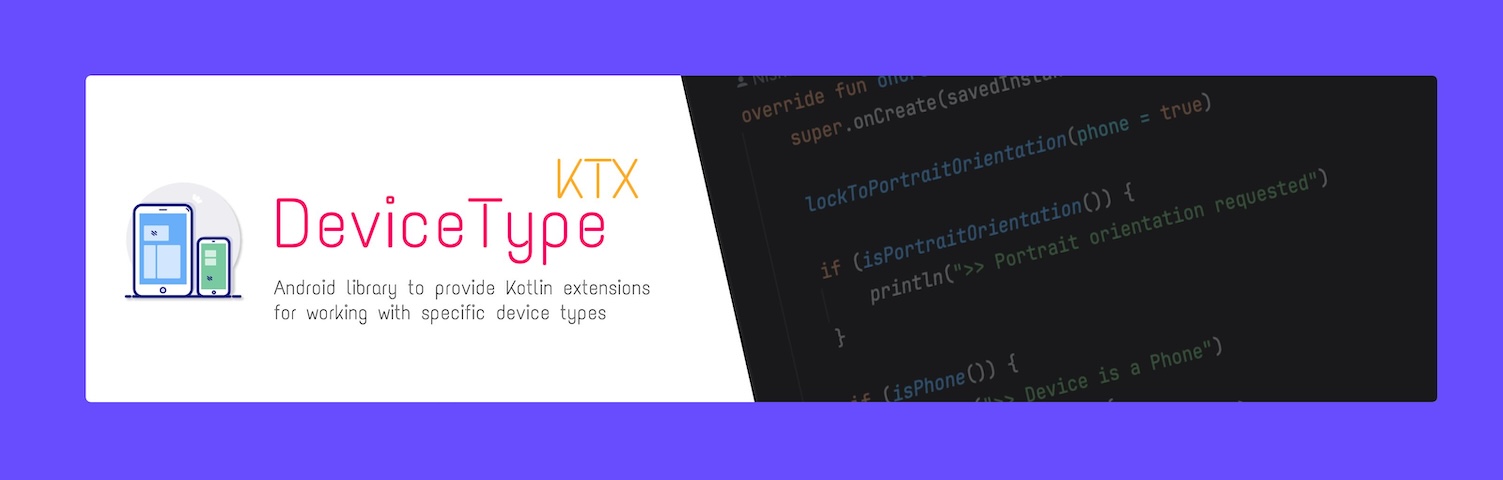 KTX
DeviceType
Android library to provide Kotlin extensions
for working with specific device types
override fun
super.onCreate(
lockToPortraitOrientation(phone = true)
if (isPortraitOrientation()) {
println(">> Portrait orientation requested")
}
if (isPhone()) {
(">> Device is a Phone")